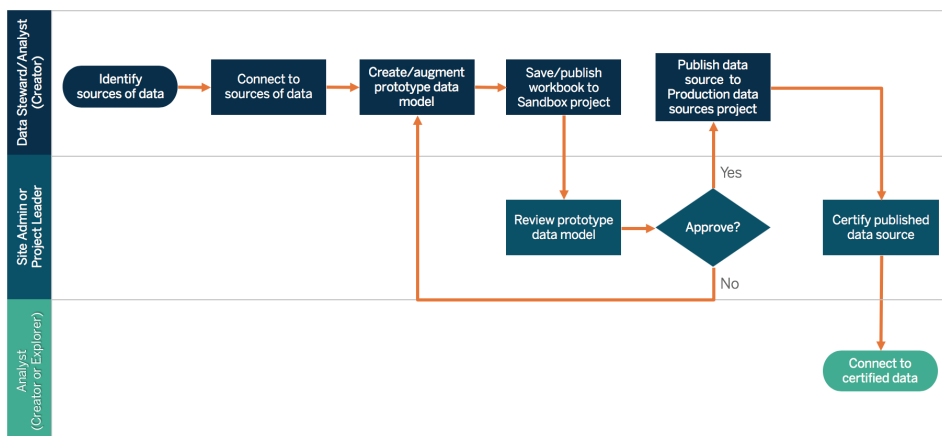 Data Steward/Analyst
(Creator)
Identify
sources of data
Connect to
sources of data
Create/augment
prototype data
model
Save/publish
workbook to
Sandbox project
Publish data
source to
Production data
sources project
Yes
Site Admin or
Project Leader
Review prototype
data model
Approve?
Certify published
data source
No
Analyst
(Creator or Explorer)
Connect to
certified data